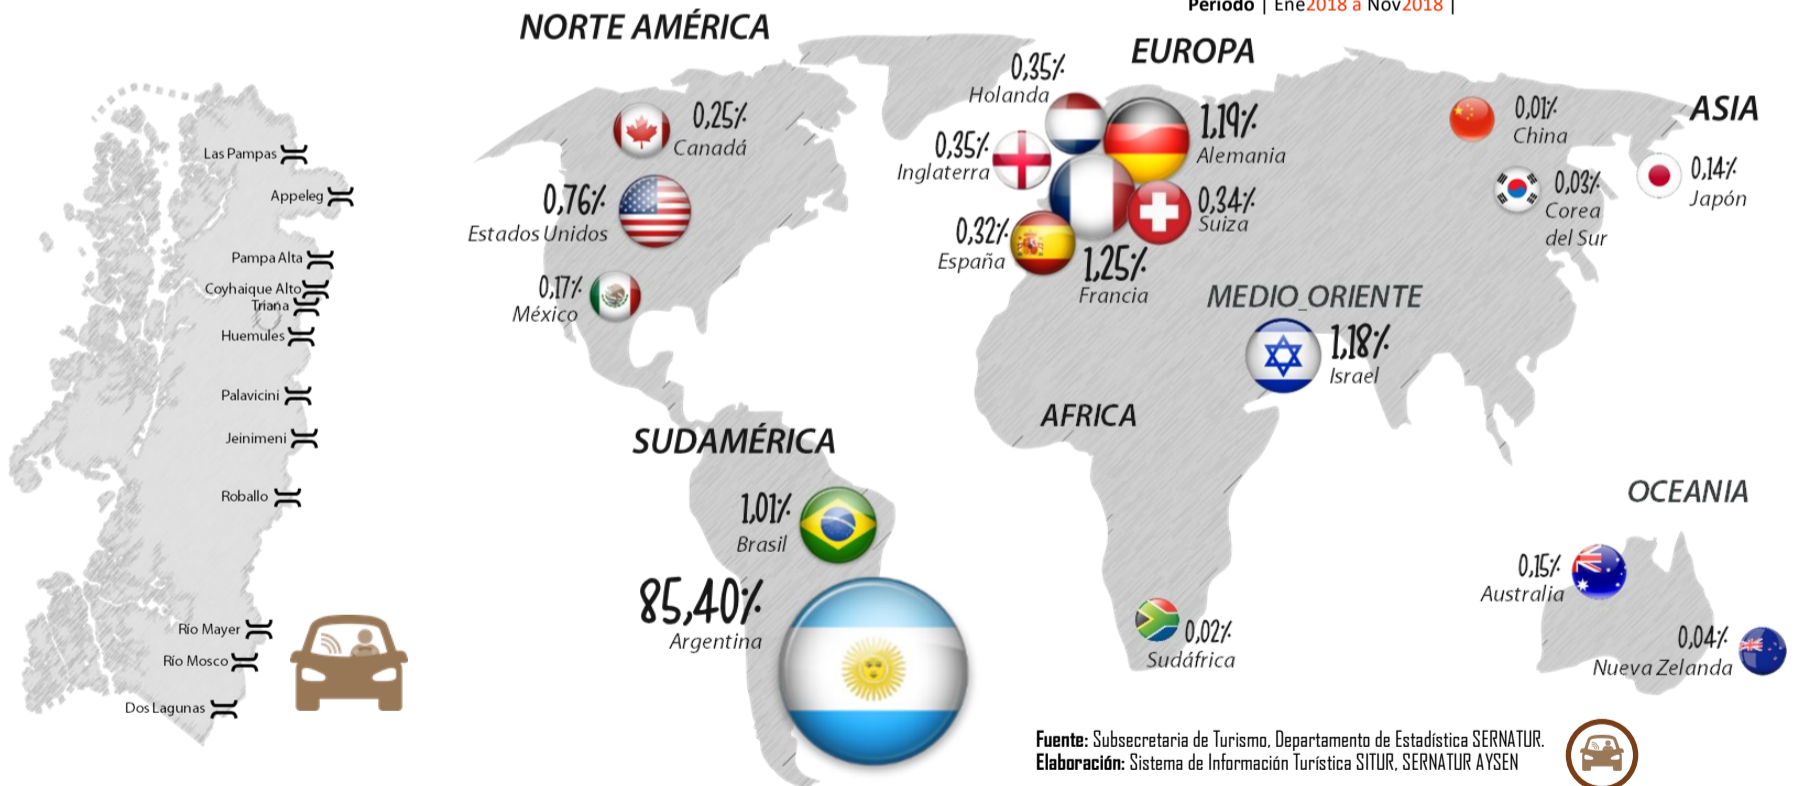 Periodo | Ene2018 a Nov2018 |
NORTE AMÉRICA
EUROPA
ASIA
Las Pampas
Appeleg
Pampa Alta
Coyhaique Alto
Triana
Huemules
Palavicini
Jeinimeni
Roballo
Río Mayer
Río Mosco
Dos Lagunas
0,25%
Canadá
0,76%
Estados Unidos
0,17%
México
0,35%
Holanda
1,19%
Alemania
0,35%
Inglaterra
0,34%
Suiza
0,32%
España
1,25%
Francia
0,01%
China
0,14%
Japón
0,03%
Corea
del Sur
MEDIO_ORIENTE
1,18%
Israel
AFRICA
0,02%
Sudáfrica
SUDAMÉRICA
1,01%
Brasil
85,40%
Argentina
OCEANIA
0,15%
Australia
0,04%
Nueva Zelanda
Fuente: Subsecretaria de Turismo, Departamento de Estadística SERNATUR.
Elaboración: Sistema de Información Turística SITUR, SERNATUR AYSEN